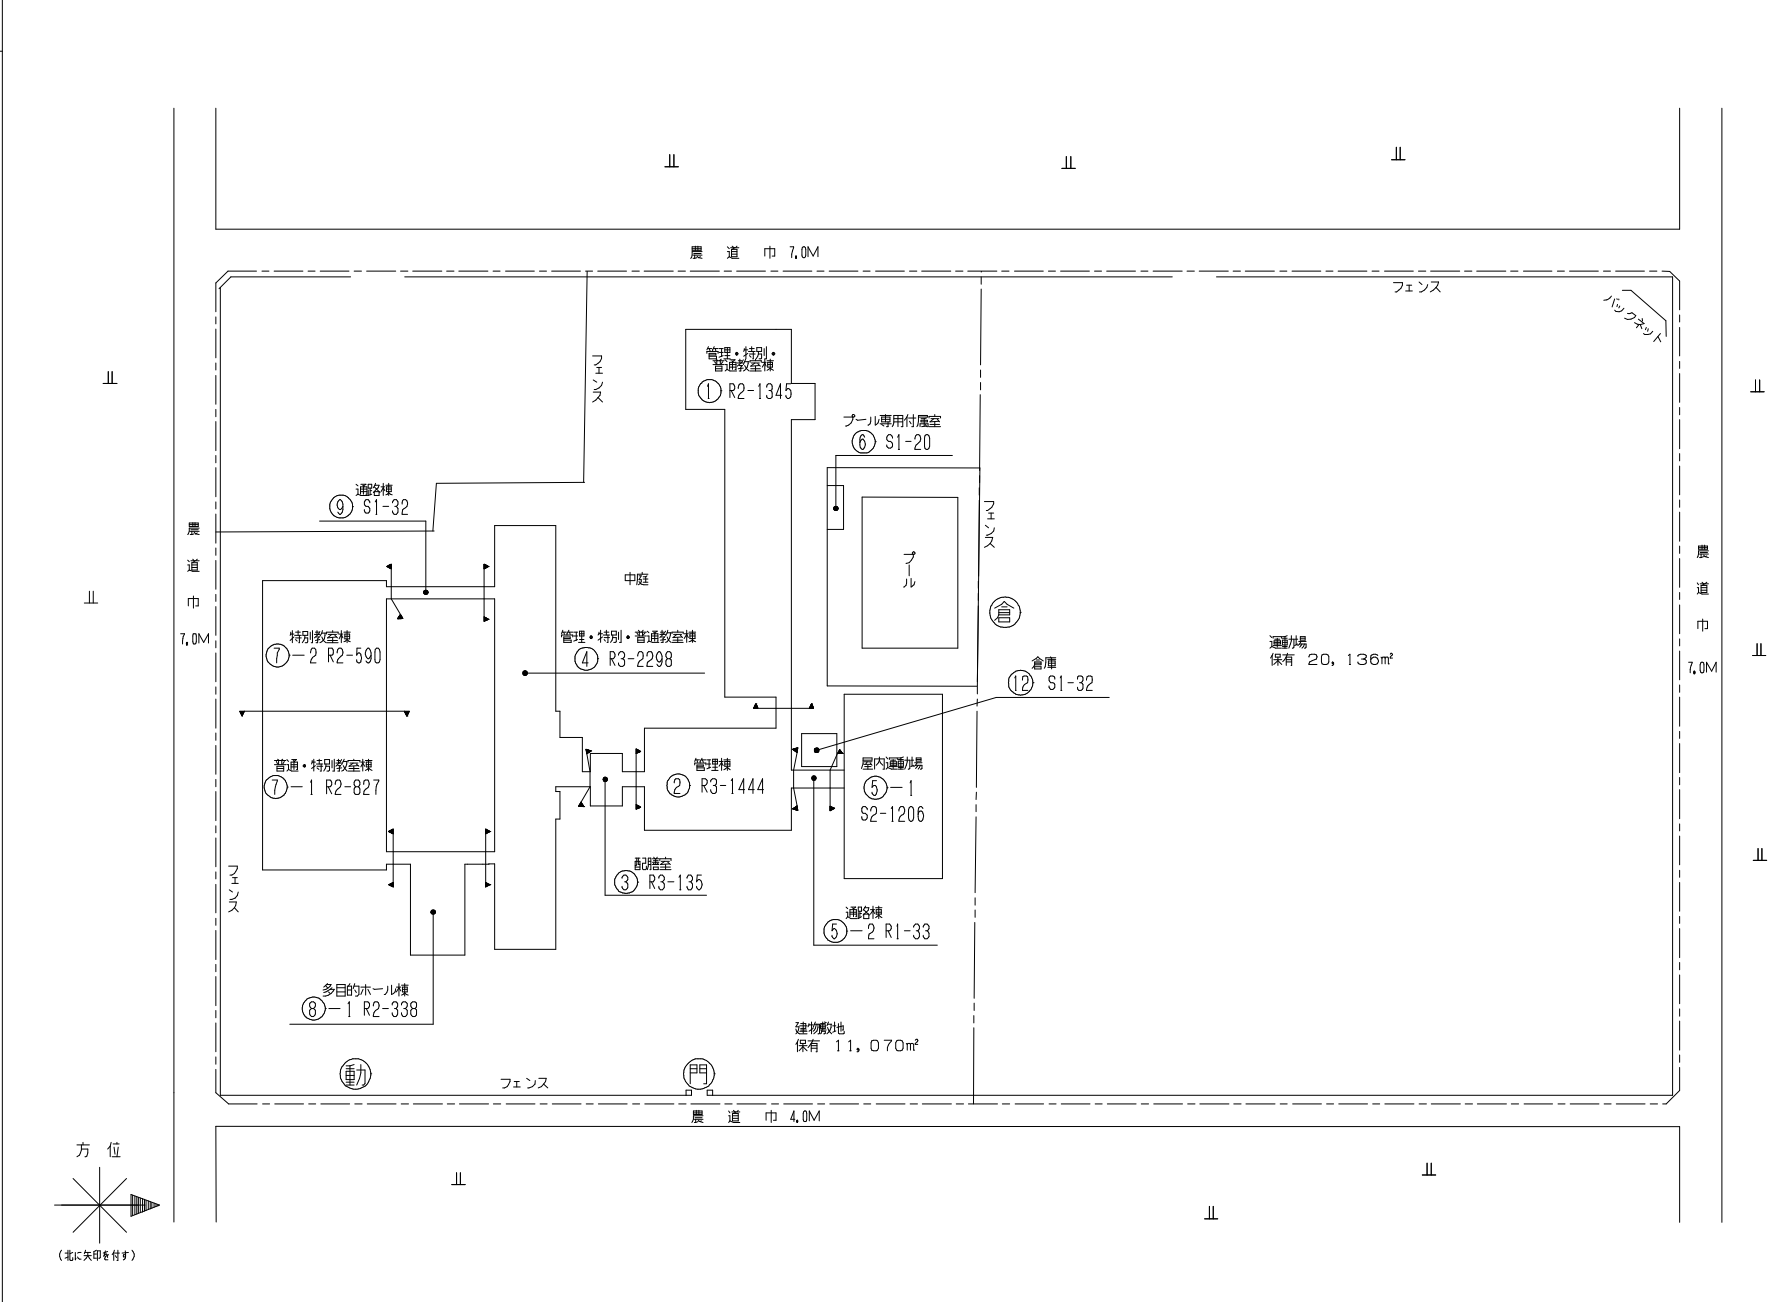 農 道 巾 7.0M
フェンス
バックネット
フェンス
管理・特別・
普通教室棟
① R2-1345
プール専用付属室
⑥ S1-20
通路棟
⑨ S1-32
フェンス
農
道
巾
7.0M
プール
農
道
巾
7.0M
中庭
倉
特別教室棟
⑦-2 R2-590
管理・特別・普通教室棟
④ R3-2298
運動場
保有 20,136㎡
倉庫
⑫ S1-32
普通・特別教室棟
⑦-1 R2-827
管理棟
② R3-1444
屋内運動場
⑤-1
S2-1206
フェンス
配膳室
③ R3-135
通路棟
⑤-2 R1-33
多目的ホール棟
⑧-1 R2-338
建物敷地
保有 11,070㎡
動
門
フェンス
農 道 巾 4.0M
方 位
(北に矢印を付す)